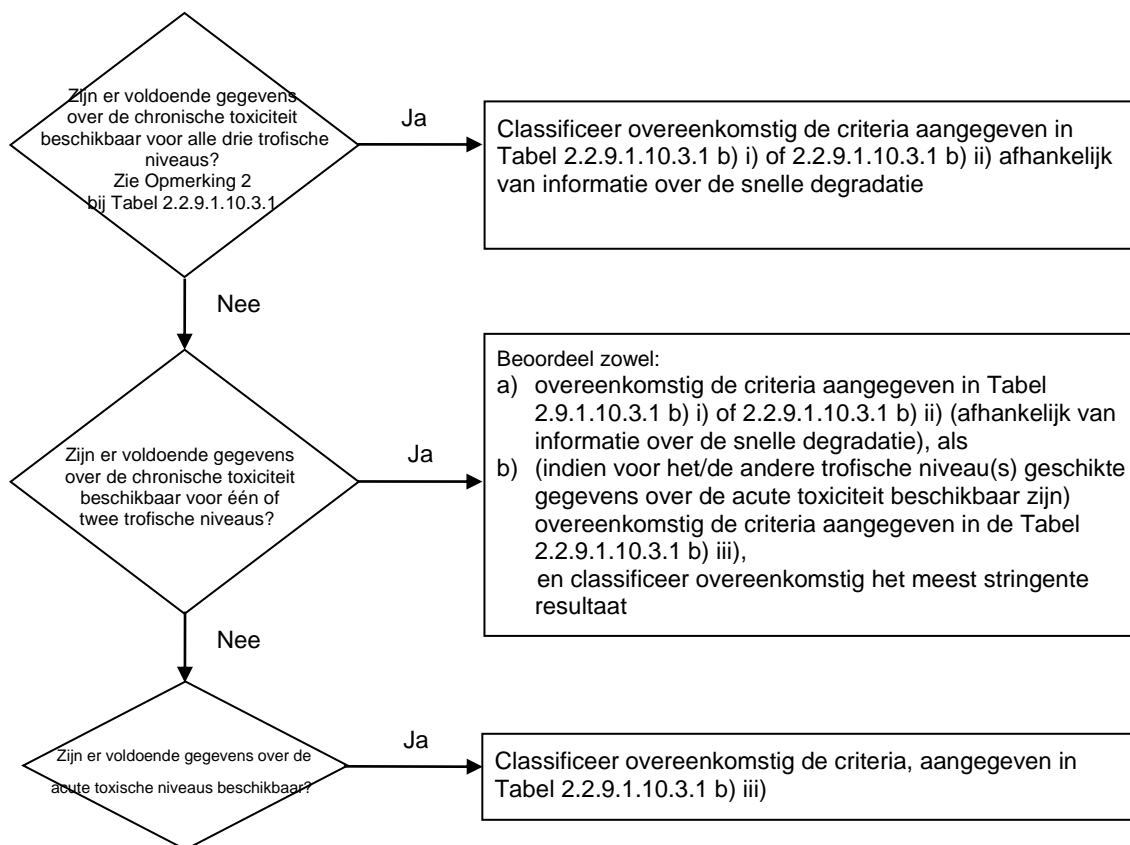 Zijn er voldoende gegevens
over de chronische toxiciteit
beschikbaar voor alle drie trofische
niveaus?
Zie Opmerking 2
bij Tabel 2.2.9.1.10.3.1
Ja
Classificeer overeenkomstig de criteria aangegeven in
Tabel 2.2.9.1.10.3.1 b) i) of 2.2.9.1.10.3.1 b) ii) afhankelijk
van informatie over de snelle degradatie
Nee
Zijn er voldoende gegevens
over de chronische toxiciteit
beschikbaar voor één of
twee trofische niveaus?
Ja
Beoordeel zowel:
a) overeenkomstig de criteria aangegeven in Tabel
2.9.1.10.3.1 b) i) of 2.2.9.1.10.3.1 b) ii) (afhankelijk van
informatie over de snelle degradatie), als
b) (indien voor het/de andere trofische niveau(s) geschikte
gegevens over de acute toxiciteit beschikbaar zijn)
overeenkomstig de criteria aangegeven in de Tabel
2.2.9.1.10.3.1 b) iii),
en classificeer overeenkomstig het meest stringente
resultaat
Nee
Zijn er voldoende gegevens over de
acute toxische niveaus beschikbaar?
Ja
Classificeer overeenkomstig de criteria, aangegeven in
Tabel 2.2.9.1.10.3.1 b) iii)